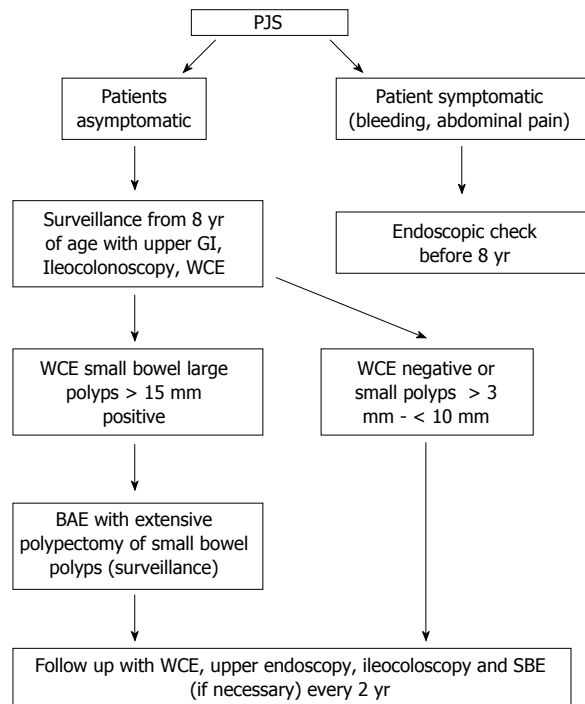 PJS
Patients
asymptomatic
Patient symptomatic
(bleeding, abdominal pain)
Surveillance from 8 yr
of age with upper GI,
Ileocolonoscopy, WCE
Endoscopic check
before 8 yr
WCE small bowel large
polyps > 15 mm
positive
WCE negative or
small polyps > 3
mm - < 10 mm
BAE with extensive
polypectomy of small bowel
polyps (surveillance)
Follow up with WCE, upper endoscopy, ileocoloscopy and SBE
(if necessary) every 2 yr